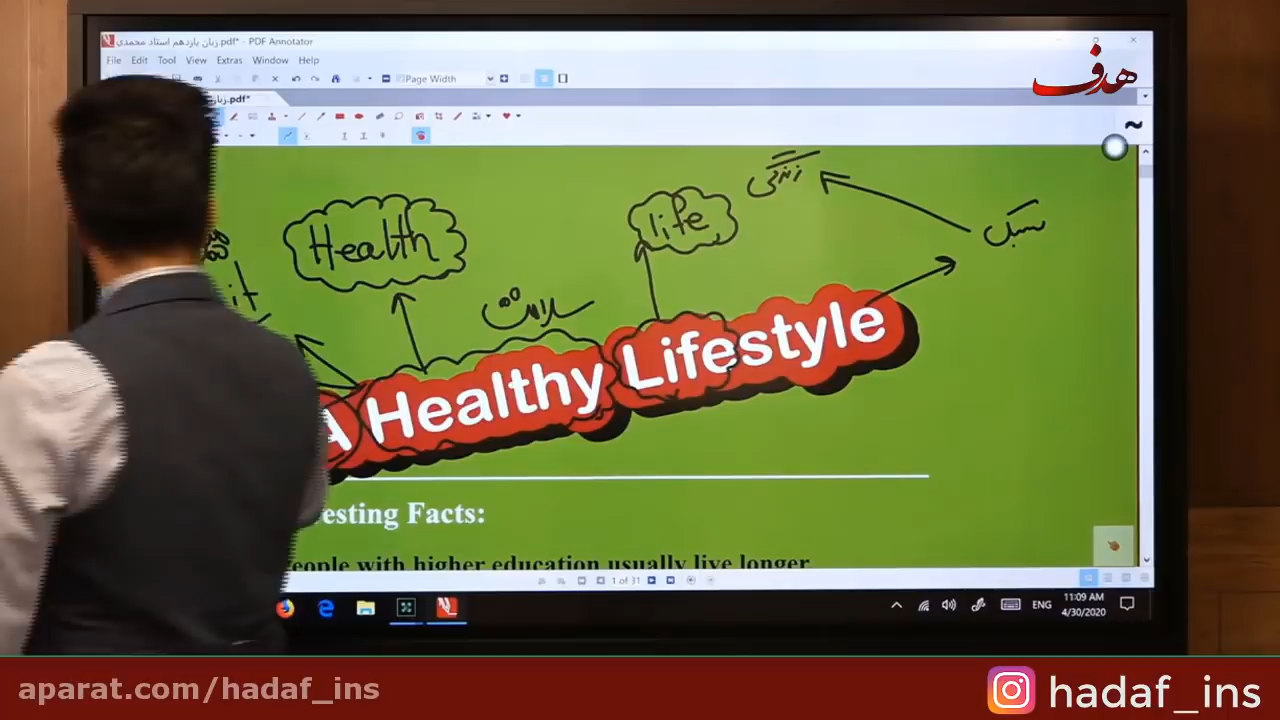 زبان یازدهم استاد محمدی.pdf* - PDF Annotator
File Edit Tool View Extras Window Help
Page Width
.pdf*
هدف
Health
life
زندگی
سبک
سلامت
it
A Healthy Lifestyle
esting Facts:
eople with higher education usually live longer
1 of 31
ENG
11:09 AM
4/30/2020
aparat.com/hadaf_ins
hadaf_ins